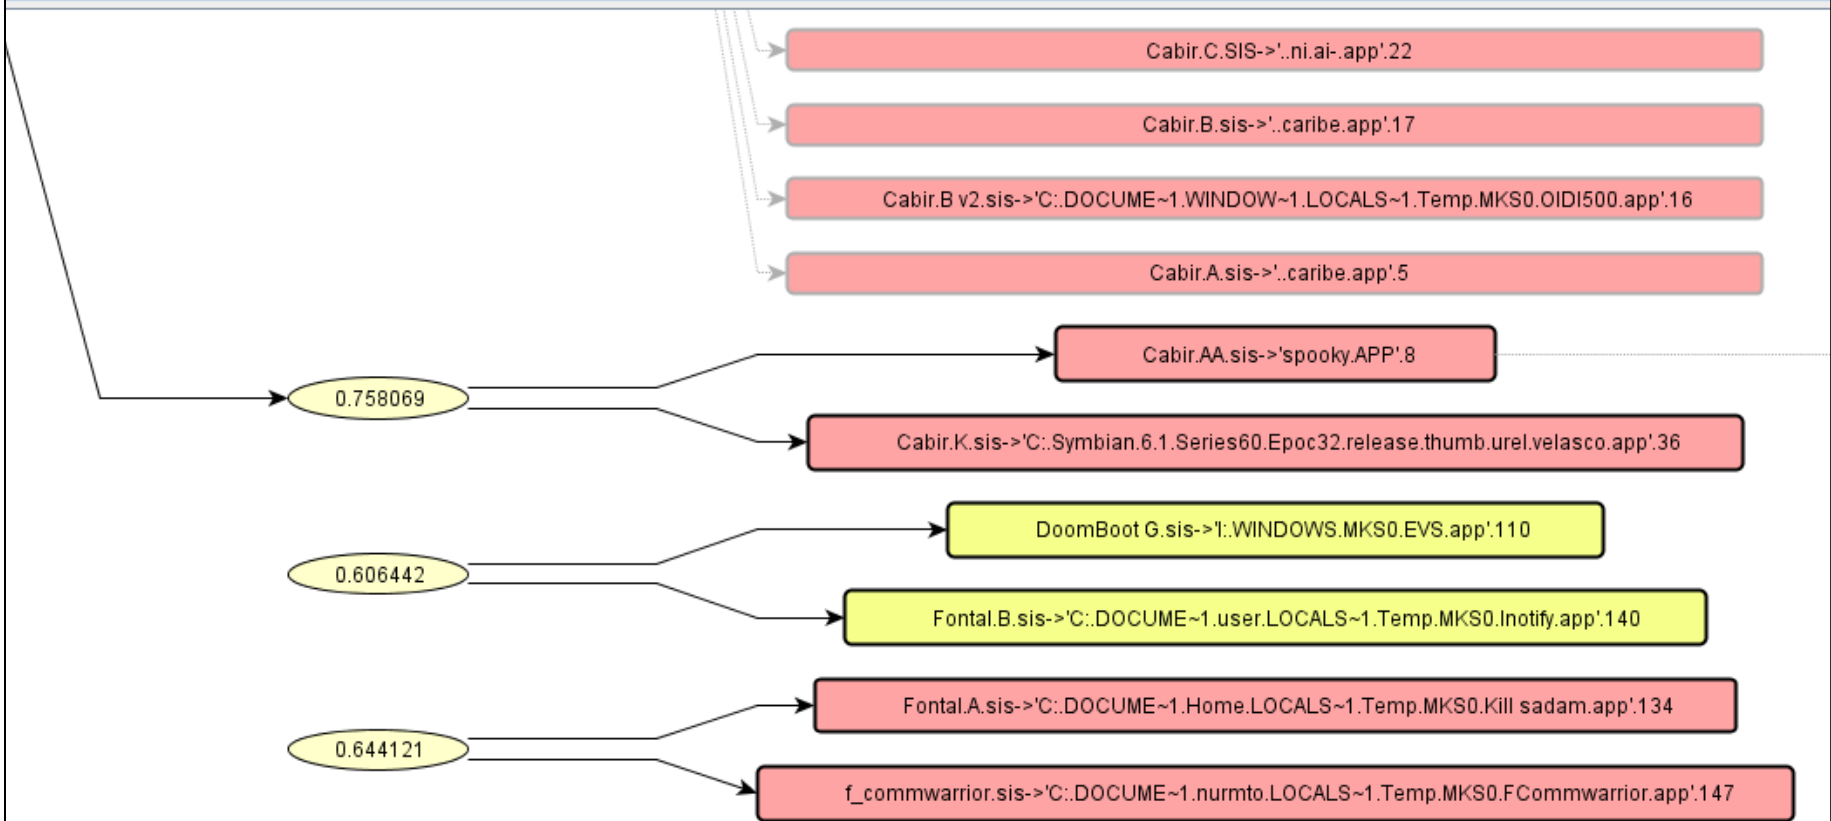 Cabir.C.SIS->'..ni.ai-.app'.22
Cabir.B.sis->'..caribe.app'.17
Cabir.B v2.sis->'C:.DOCUME~1.WINDOW~1.LOCALS~1.Temp.MKS0.OIDI500.app'.16
Cabir.A.sis->'..caribe.app'.5
Cabir.AA.sis->'spooky.APP'.8
0.758069
Cabir.K.sis->'C:.Symbian.6.1.Series60.Epoc32.release.thumb.urel.velasco.app'.36
DoomBoot G.sis->'I:.WINDOWS.MKS0.EVS.app'.110
0.606442
Fontal.B.sis->'C:.DOCUME~1.user.LOCALS~1.Temp.MKS0.Inotify.app'.140
Fontal.A.sis->'C:.DOCUME~1.Home.LOCALS~1.Temp.MKS0.Kill sadam.app'.134
0.644121
f_commwarrior.sis->'C:.DOCUME~1.nurmto.LOCALS~1.Temp.MKS0.FCommwarrior.app'.147